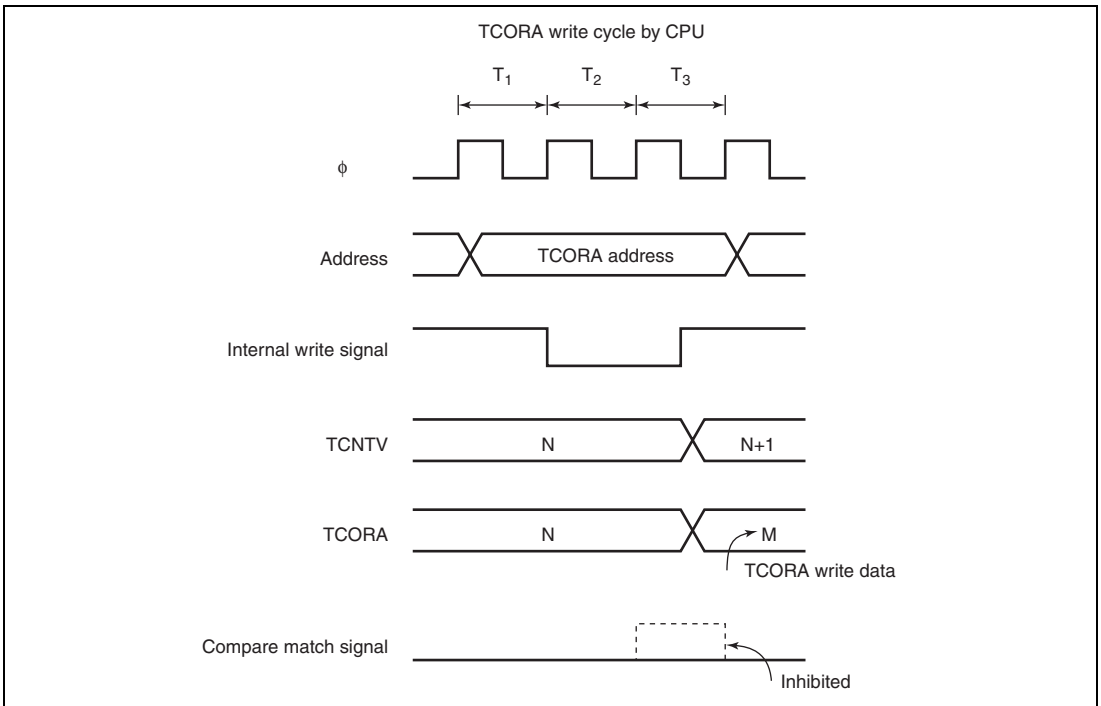 TCORA write cycle by CPU
T1 T2 T3
φ
Address TCORA address
Internal write signal
TCNTV N N+1
TCORA N M
TCORA write data
Compare match signal
Inhibited